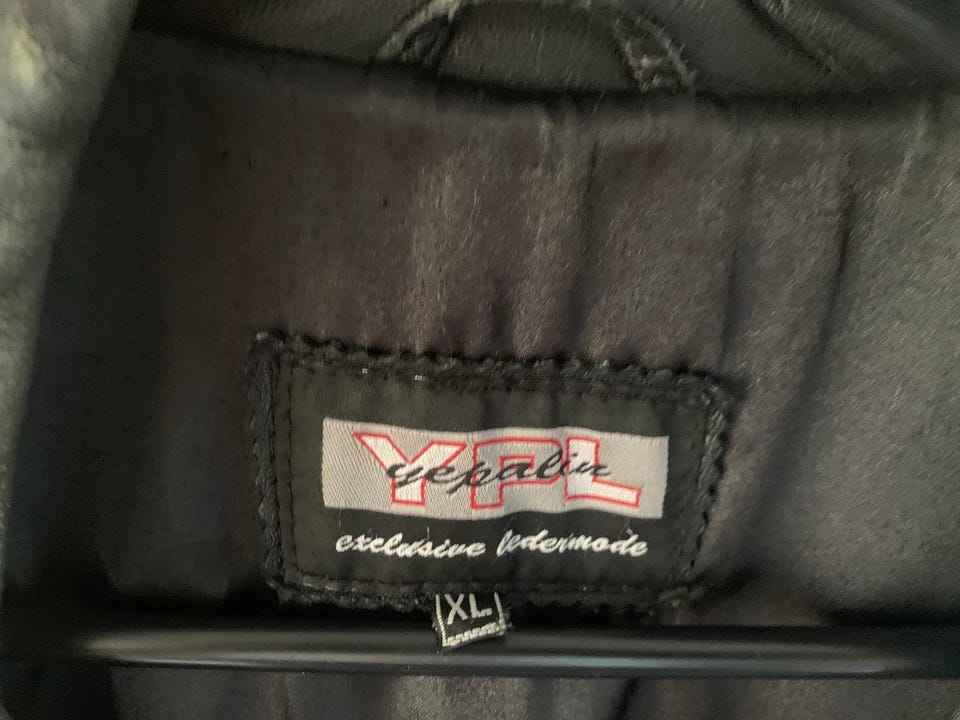 YPL
yepalin
exclusive ledermode
XL